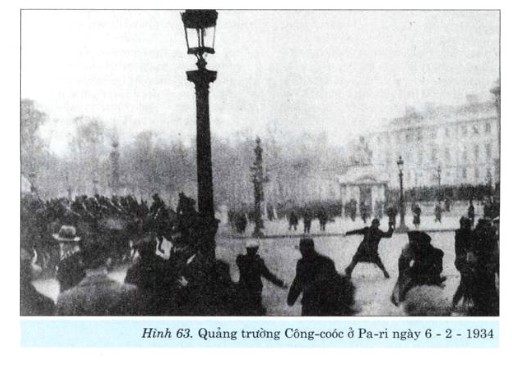 Hình 63. Quảng trường Công-coóc ở Pa-ri ngày 6 - 2 - 1934